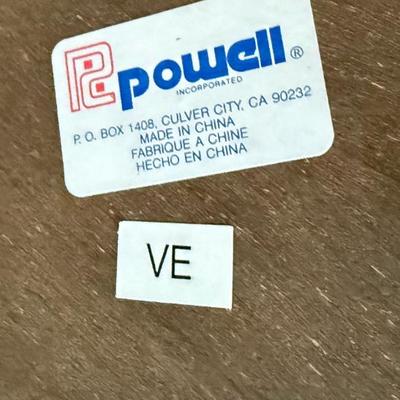 powell®
INCORPORATED
P. O. BOX 1408, CULVER CITY, CA 90232
MADE IN CHINA
FABRIQUE A CHINE
HECHO EN CHINA
VE